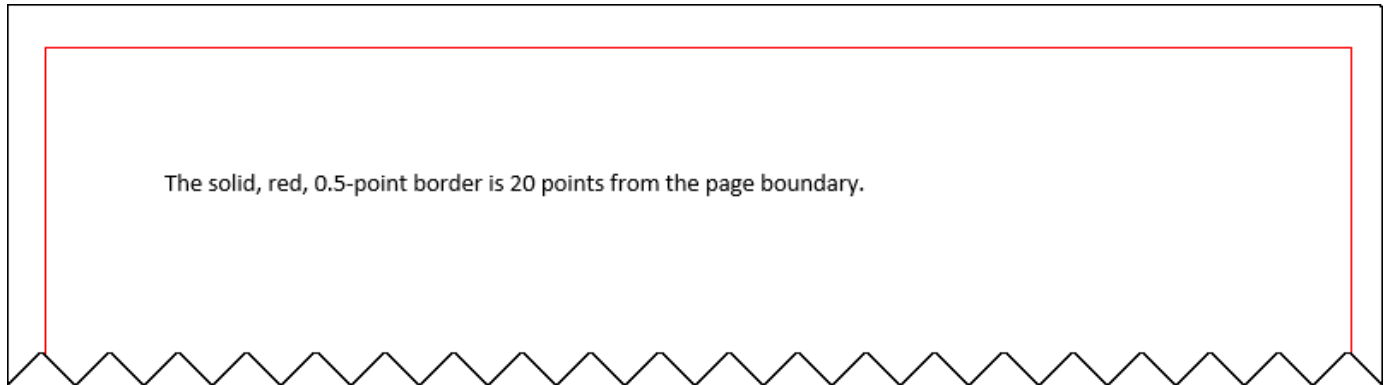 The solid, red, 0.5-point border is 20 points from the page boundary.